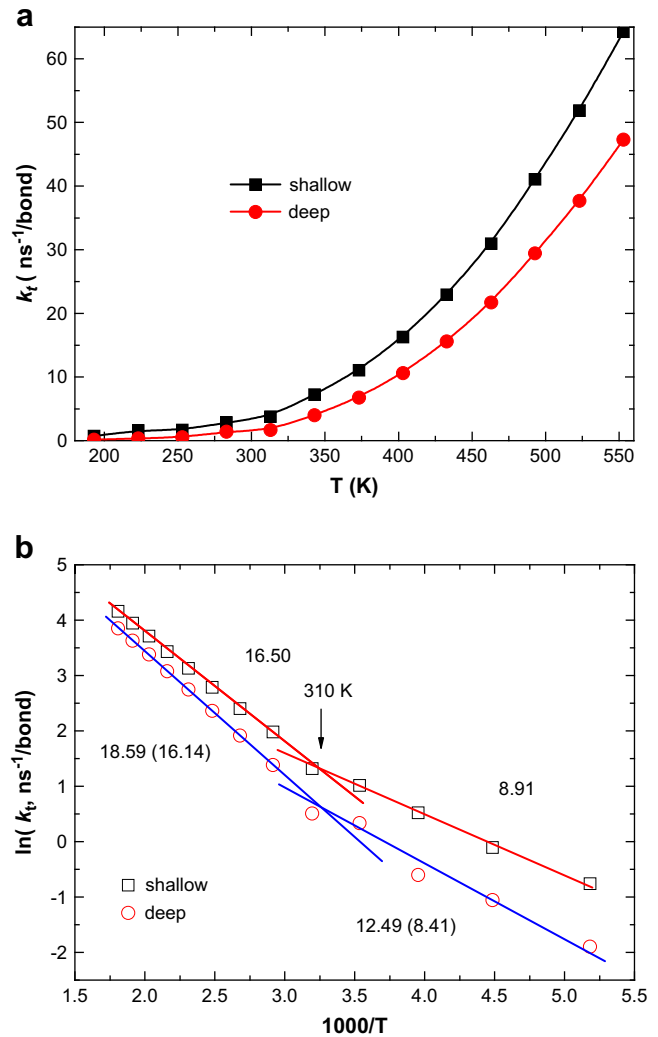 a
60
50
40
30
20
10
0
k_t ( ns⁻¹/bond)
shallow
deep
200 250 300 350 400 450 500 550
T (K)
b
5
4
3
2
1
0
-1
-2
ln( k_t, ns⁻¹/bond)
16.50
310 K
18.59 (16.14)
8.91
shallow
deep
12.49 (8.41)
1.5 2.0 2.5 3.0 3.5 4.0 4.5 5.0 5.5
1000/T